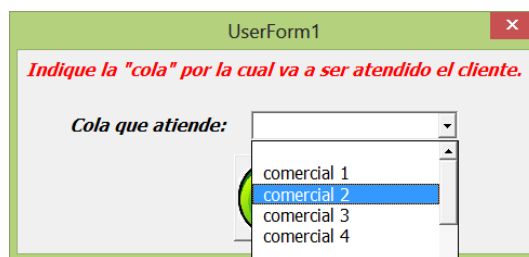 UserForm1
Indique la "cola" por la cual va a ser atendido el cliente.
Cola que atiende:
comercial 1
comercial 2
comercial 3
comercial 4